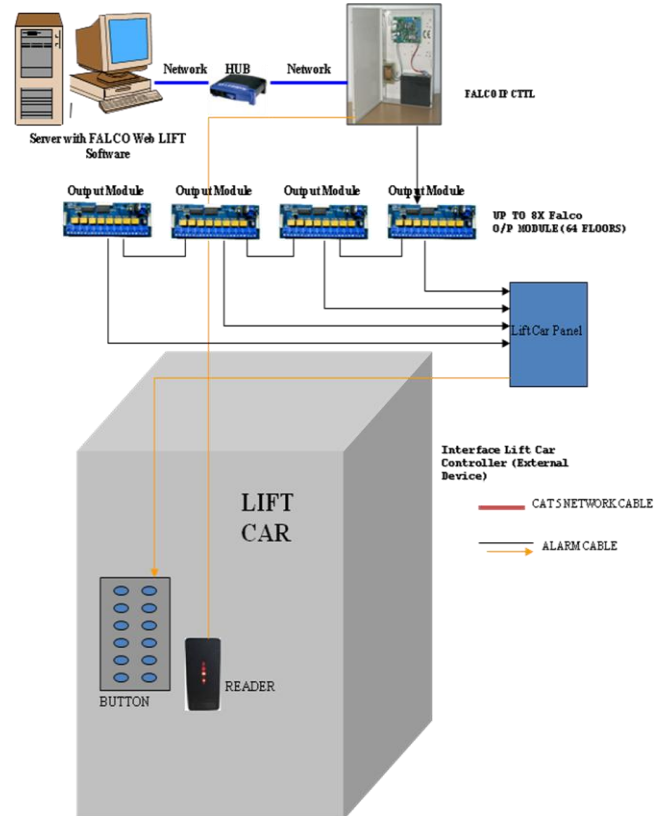 Network
HUB
Network
FALCO IP CTTL
Server with FALCO Web LIFT
Software
Output Module
Output Module
Output Module
Output Module
UP TO 8X Falco
O/P MODULE (64 FLOORS)
Lift Car Panel
Interface Lift Car
Controller (External
Device)
CAT5 NETWORK CABLE
ALARM CABLE
LIFT
CAR
READER
BUTTON